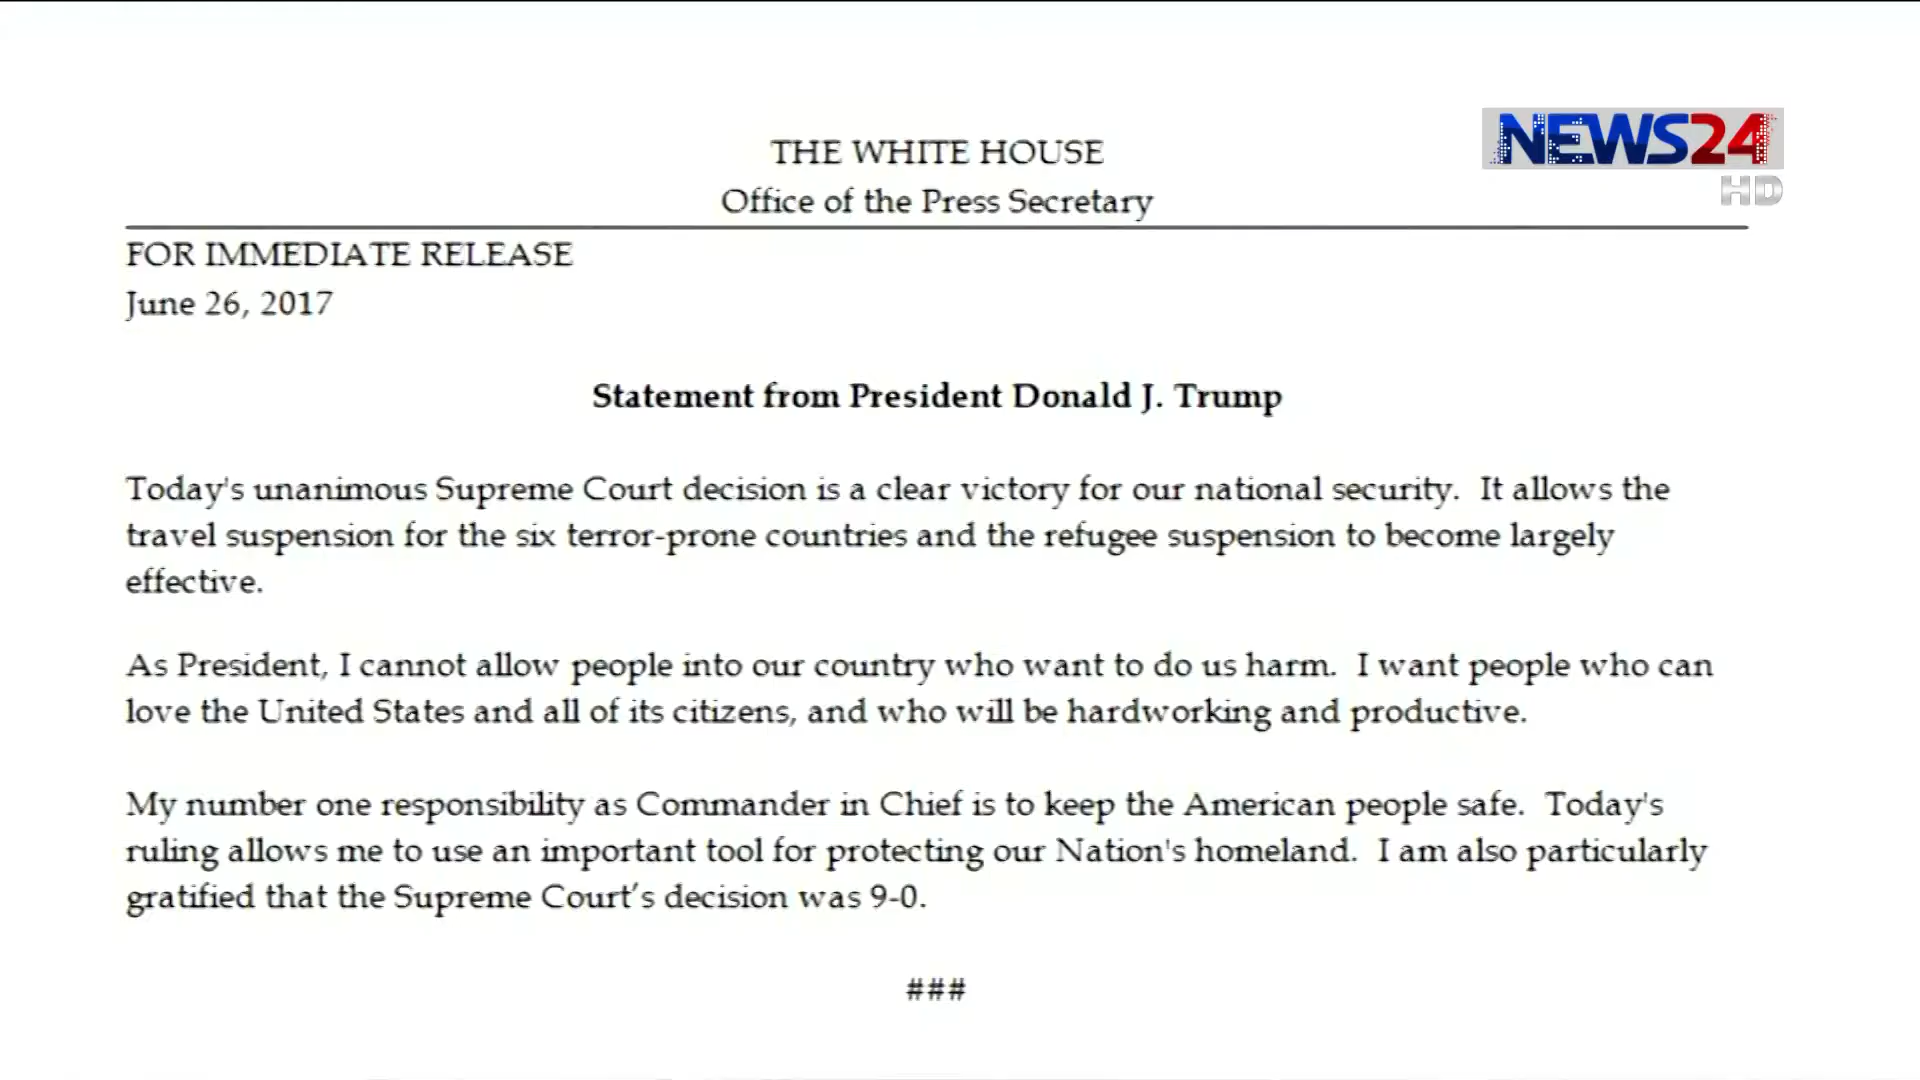 NEWS24
HD
THE WHITE HOUSE
Office of the Press Secretary
FOR IMMEDIATE RELEASE
June 26, 2017
Statement from President Donald J. Trump
Today's unanimous Supreme Court decision is a clear victory for our national security.  It allows the
travel suspension for the six terror-prone countries and the refugee suspension to become largely
effective.
As President, I cannot allow people into our country who want to do us harm.  I want people who can
love the United States and all of its citizens, and who will be hardworking and productive.
My number one responsibility as Commander in Chief is to keep the American people safe.  Today's
ruling allows me to use an important tool for protecting our Nation's homeland.  I am also particularly
gratified that the Supreme Court’s decision was 9-0.
###